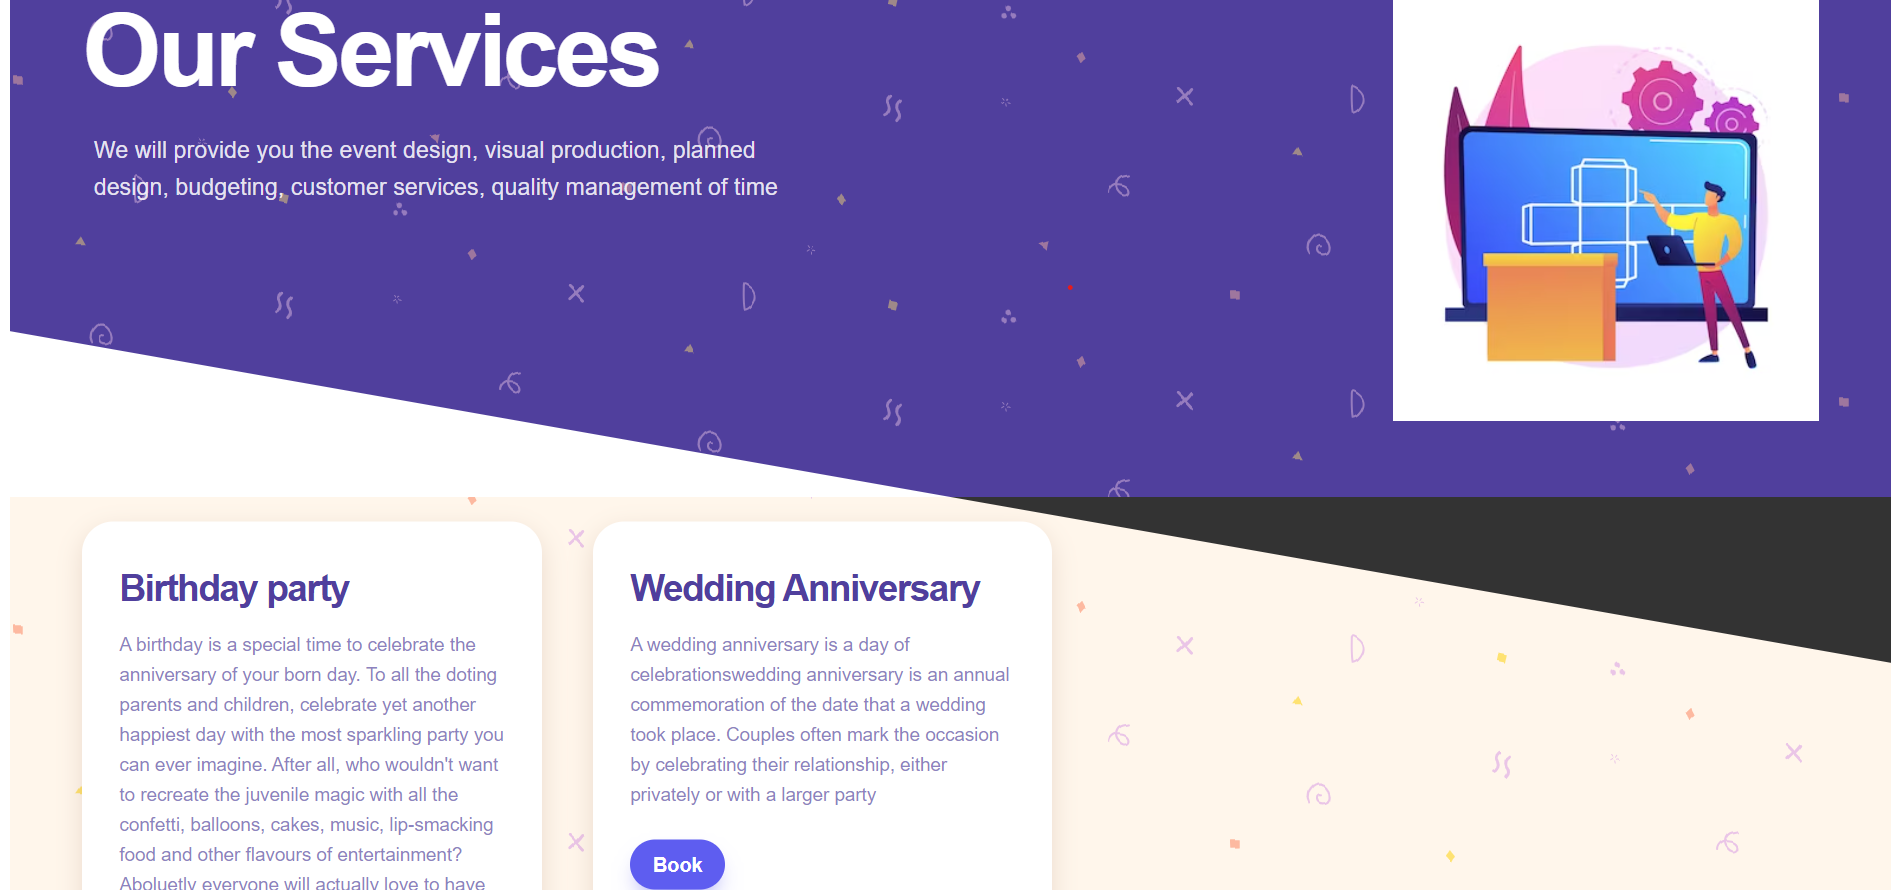 Our Services
We will provide you the event design, visual production, planned
design, budgeting, customer services, quality management of time
Birthday party
A birthday is a special time to celebrate the
anniversary of your born day. To all the doting
parents and children, celebrate yet another
happiest day with the most sparkling party you
can ever imagine. After all, who wouldn't want
to recreate the juvenile magic with all the
confetti, balloons, cakes, music, lip-smacking
food and other flavours of entertainment?
Aboluetly everyone will actually love to have
Wedding Anniversary
A wedding anniversary is a day of
celebrationswedding anniversary is an annual
commemoration of the date that a wedding
took place. Couples often mark the occasion
by celebrating their relationship, either
privately or with a larger party
Book